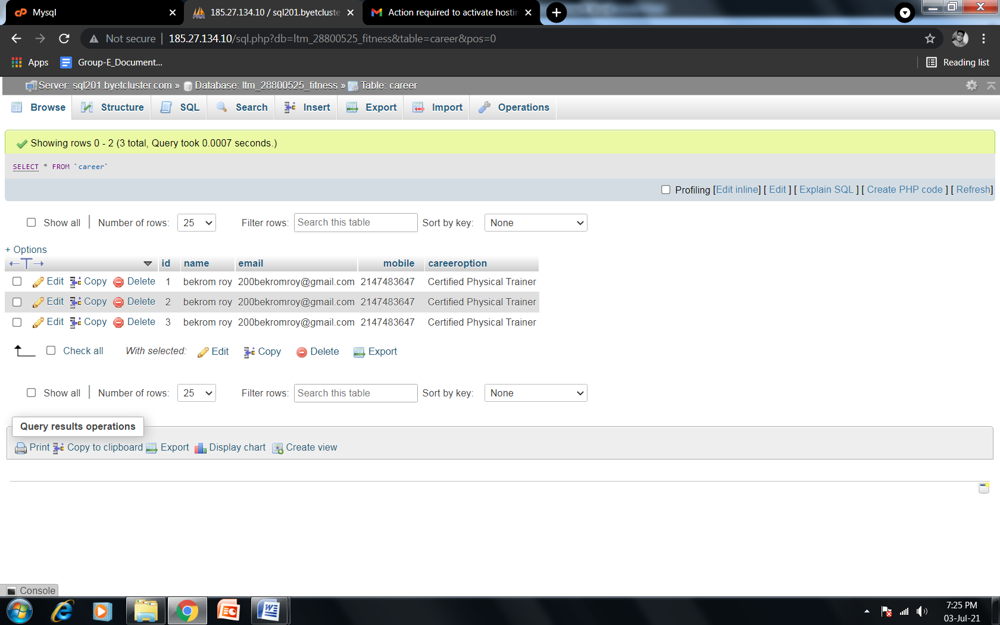 Mysql
185.27.134.10 / sql201.byetcluste
Action required to activate hostin
Not secure | 185.27.134.10/sql.php?db=ltm_28800525_fitness&table=career&pos=0
Apps Group-E_Document... Reading list
Server: sql201.byetcluster.com » Database: ltm_28800525_fitness » Table: career
Browse Structure SQL Search Insert Export Import Operations
Showing rows 0 - 2 (3 total, Query took 0.0007 seconds.)
SELECT * FROM `career`
Profiling [Edit inline] [ Edit ] [ Explain SQL ] [ Create PHP code ] [ Refresh]
Show all | Number of rows: 25 Filter rows: Search this table Sort by key: None
+ Options
id name email mobile careeroption
Edit Copy Delete 1 bekrom roy 200bekromroy@gmail.com 2147483647 Certified Physical Trainer
Edit Copy Delete 2 bekrom roy 200bekromroy@gmail.com 2147483647 Certified Physical Trainer
Edit Copy Delete 3 bekrom roy 200bekromroy@gmail.com 2147483647 Certified Physical Trainer
Check all With selected: Edit Copy Delete Export
Show all | Number of rows: 25 Filter rows: Search this table Sort by key: None
Query results operations
Print Copy to clipboard Export Display chart Create view
Console
7:25 PM
03-Jul-21